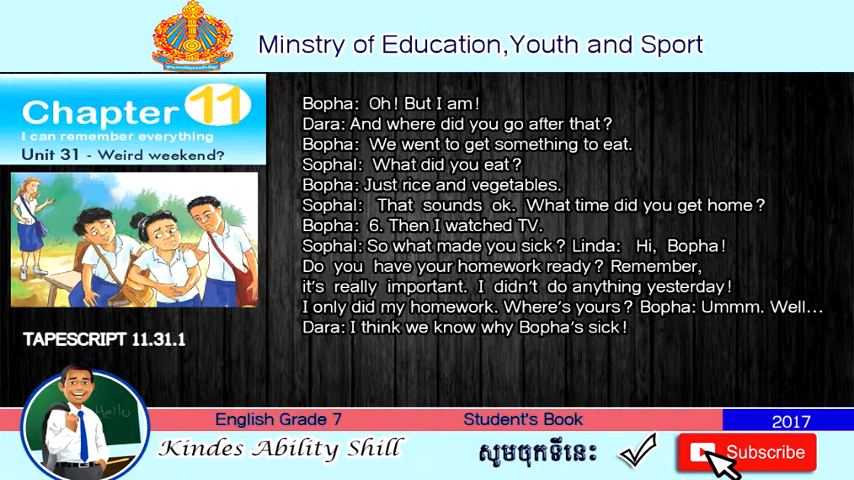 Minstry of Education,Youth and Sport
Chapter 11
I can remember everything
Unit 31 - Weird weekend?
TAPESCRIPT 11.31.1
Bopha: Oh! But I am!
Dara: And where did you go after that?
Bopha: We went to get something to eat.
Sophal: What did you eat?
Bopha: Just rice and vegetables.
Sophal: That sounds ok. What time did you get home?
Bopha: 6. Then I watched TV.
Sophal: So what made you sick? Linda: Hi, Bopha!
Do you have your homework ready? Remember,
it's really important. I didn't do anything yesterday!
I only did my homework. Where's yours? Bopha: Ummm. Well...
Dara: I think we know why Bopha's sick!
Hello
English Grade 7 Student's Book 2017
Kindes Ability Shill
សូមចុកទីនេះ
Subscribe